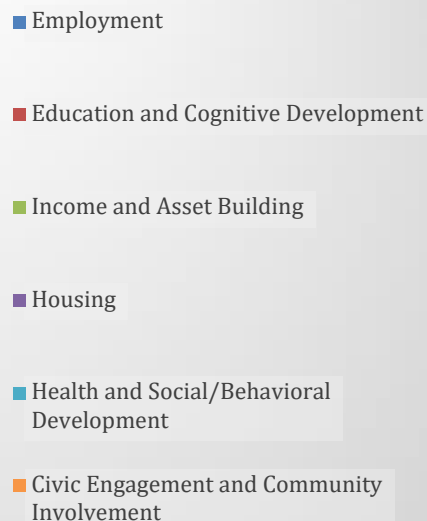 Employment
Education and Cognitive Development
Income and Asset Building
Housing
Health and Social/Behavioral
Development
Civic Engagement and Community
Involvement